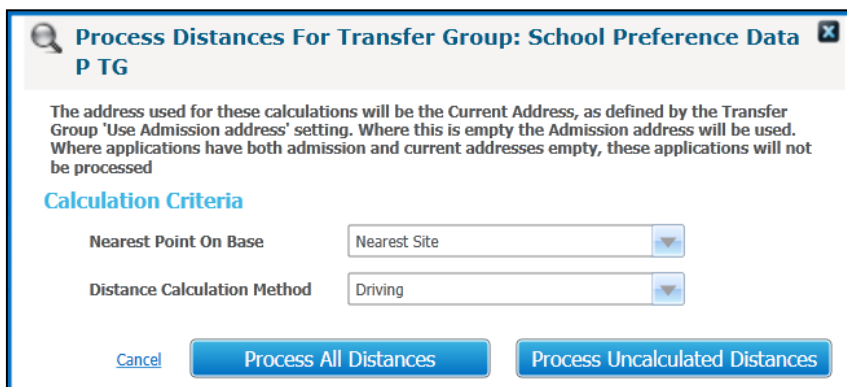 Process Distances For Transfer Group: School Preference Data
P TG
The address used for these calculations will be the Current Address, as defined by the Transfer
Group 'Use Admission address' setting. Where this is empty the Admission address will be used.
Where applications have both admission and current addresses empty, these applications will not
be processed
Calculation Criteria
Nearest Point On Base Nearest Site
Distance Calculation Method Driving
Cancel Process All Distances Process Uncalculated Distances